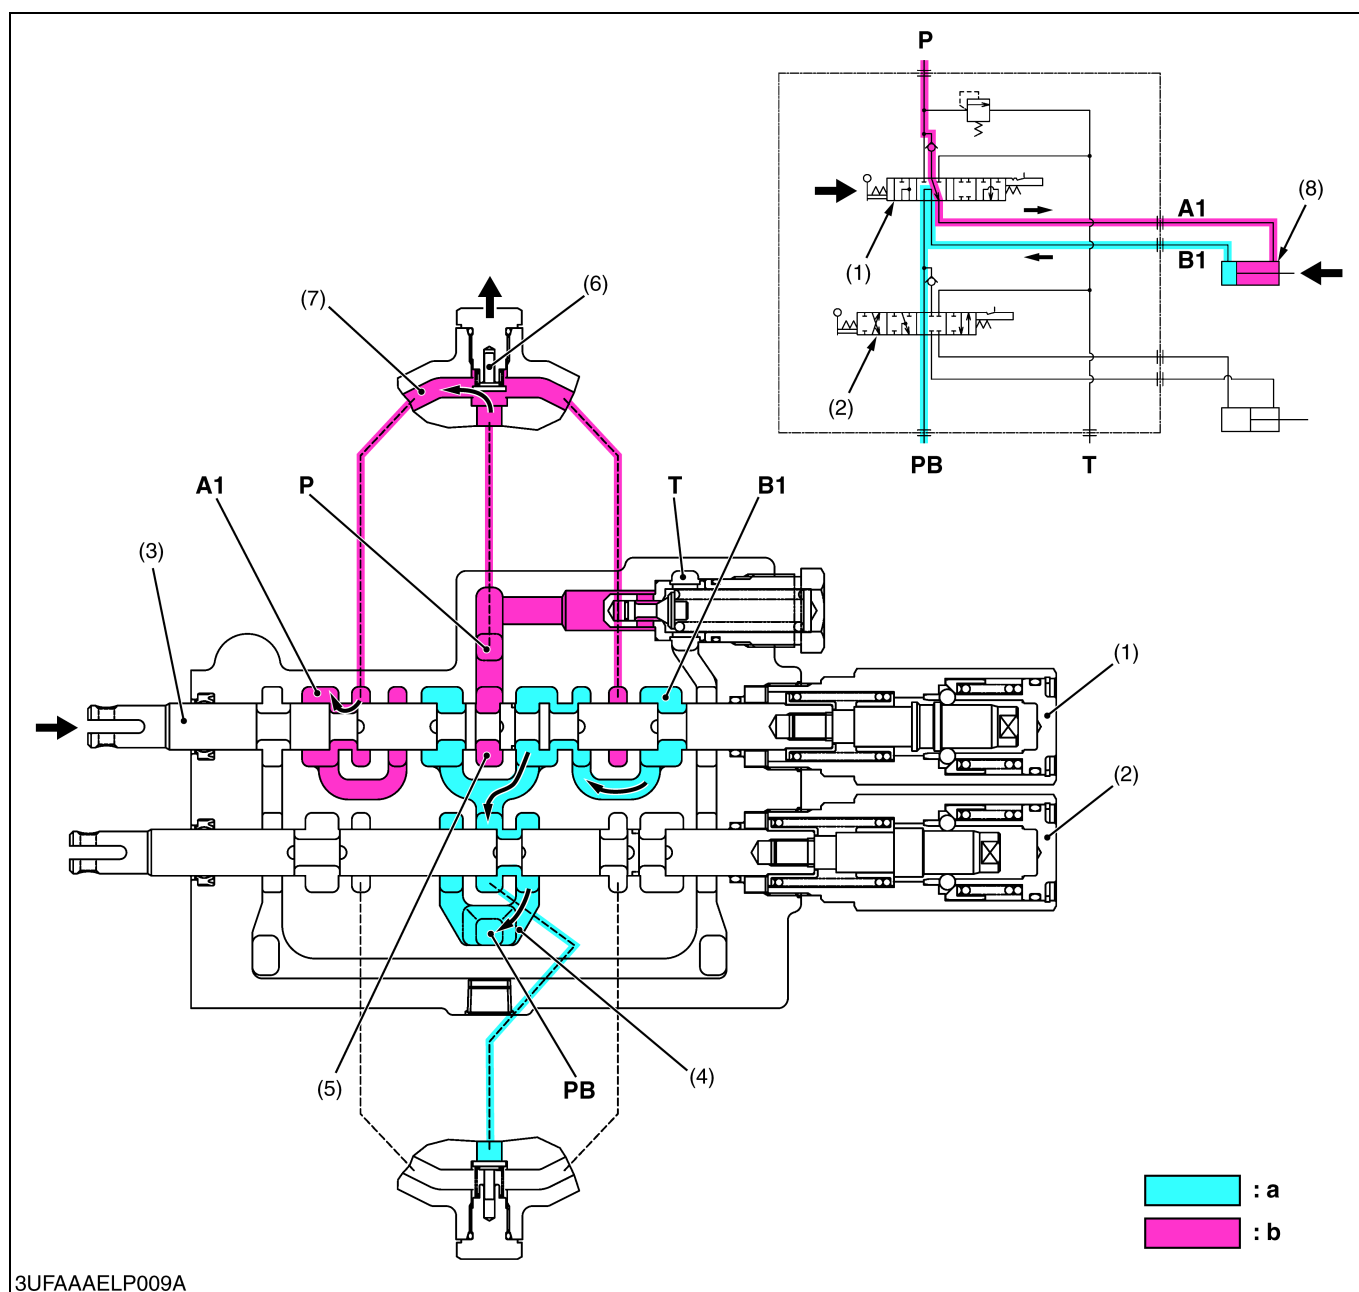 P
(8)
A1
B1
(1)
(2)
PB
T
(7)
(6)
A1
P
T
B1
(3)
(1)
(2)
(5)
PB
(4)
: a
: b
3UFAAAELP009A